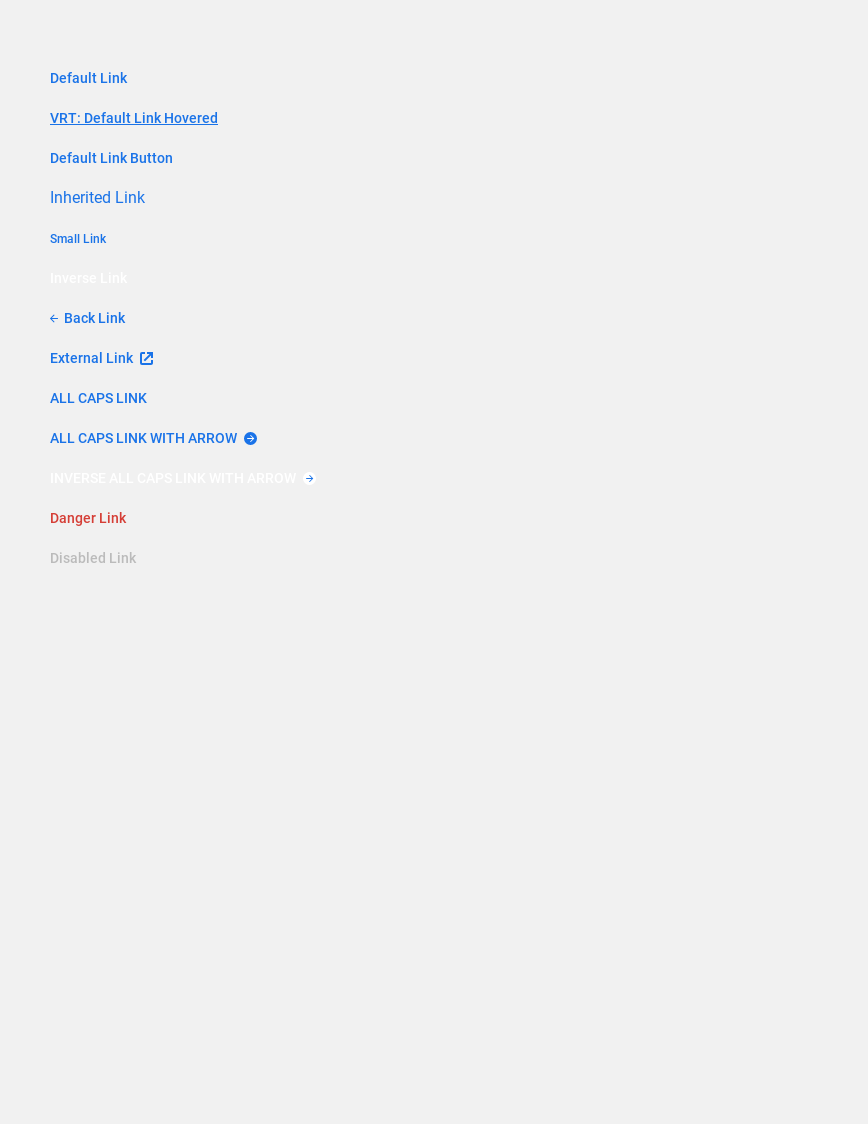 Default Link
VRT: Default Link Hovered
Default Link Button
Inherited Link
Small Link
Inverse Link
Back Link
External Link
ALL CAPS LINK
ALL CAPS LINK WITH ARROW
INVERSE ALL CAPS LINK WITH ARROW
Danger Link
Disabled Link